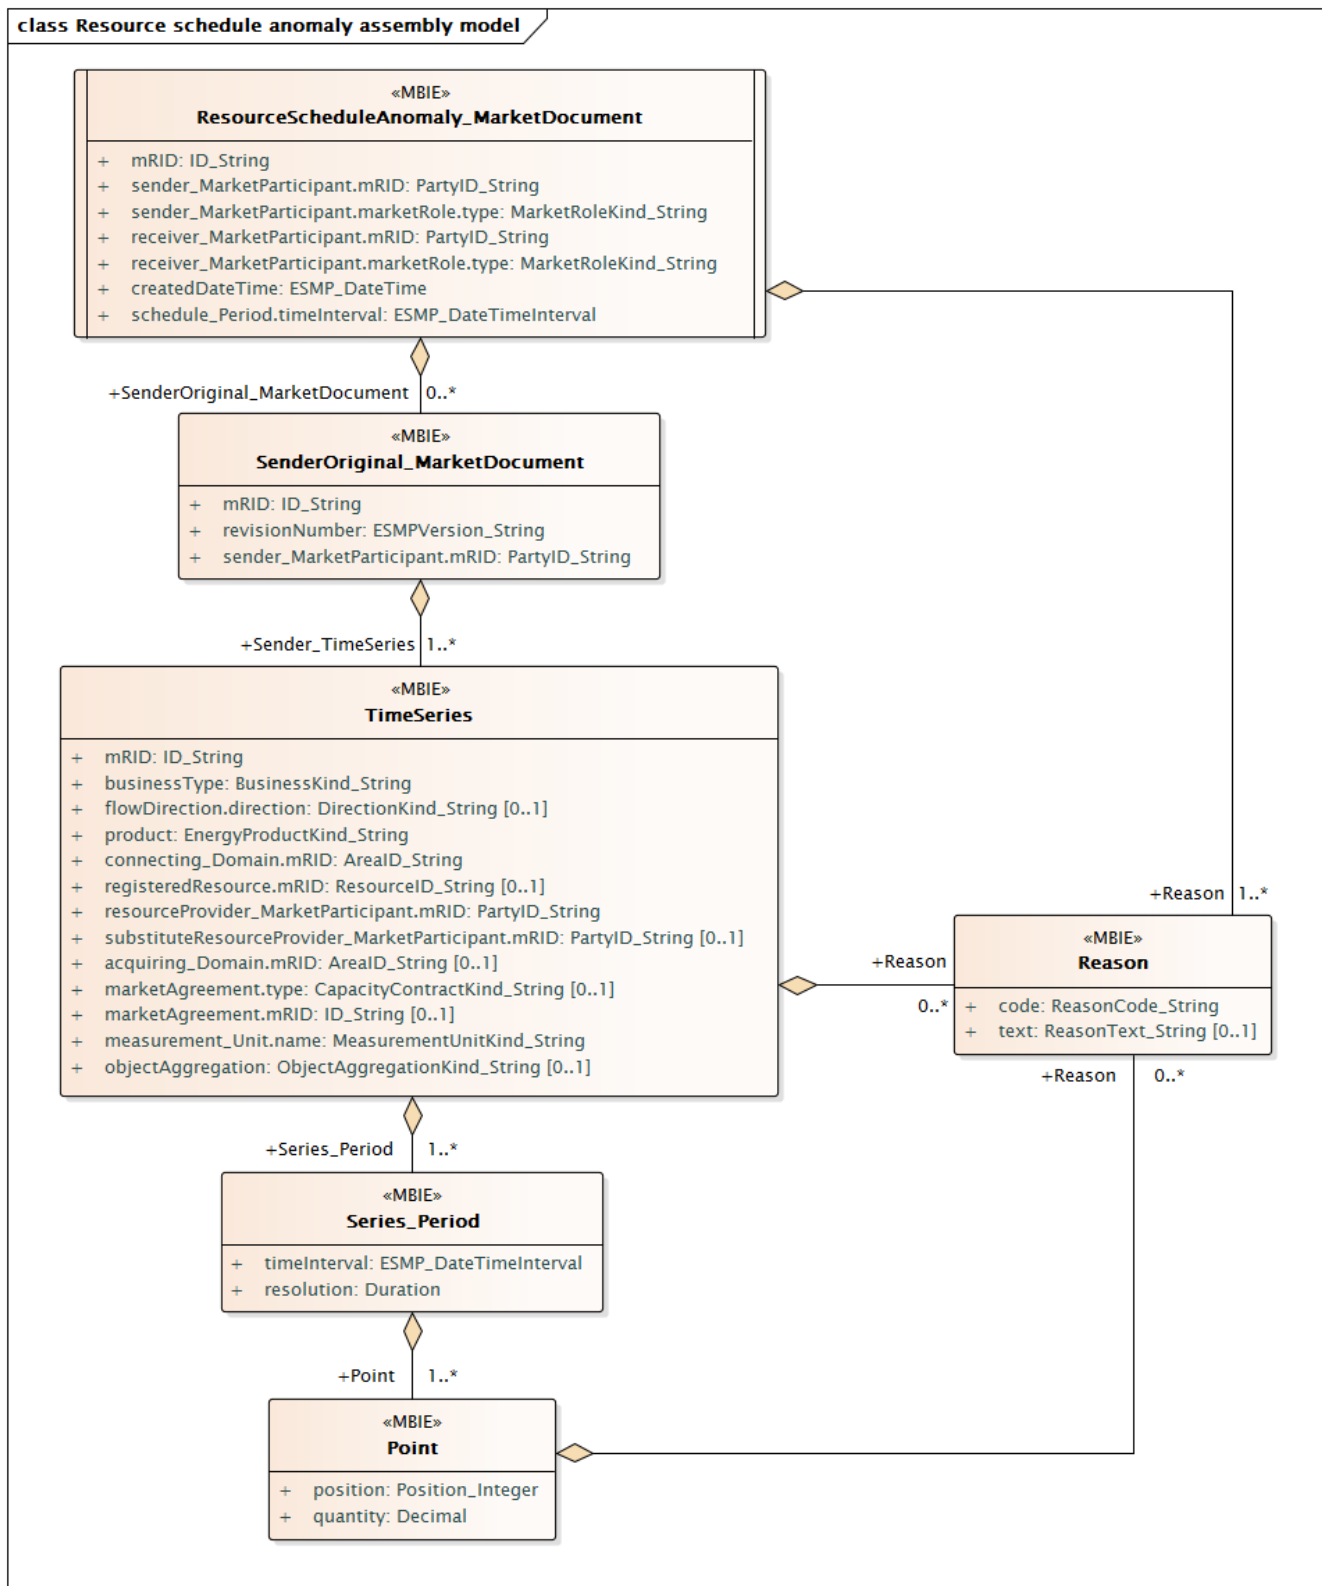 class Resource schedule anomaly assembly model
«MBIE»
ResourceScheduleAnomaly_MarketDocument
+ mRID: ID_String
+ sender_MarketParticipant.mRID: PartyID_String
+ sender_MarketParticipant.marketRole.type: MarketRoleKind_String
+ receiver_MarketParticipant.mRID: PartyID_String
+ receiver_MarketParticipant.marketRole.type: MarketRoleKind_String
+ createdDateTime: ESMP_DateTime
+ schedule_Period.timeInterval: ESMP_DateTimeInterval
+SenderOriginal_MarketDocument 0..*
«MBIE»
SenderOriginal_MarketDocument
+ mRID: ID_String
+ revisionNumber: ESMPVersion_String
+ sender_MarketParticipant.mRID: PartyID_String
+Sender_TimeSeries 1..*
«MBIE»
TimeSeries
+ mRID: ID_String
+ businessType: BusinessKind_String
+ flowDirection.direction: DirectionKind_String [0..1]
+ product: EnergyProductKind_String
+ connecting_Domain.mRID: AreaID_String
+ registeredResource.mRID: ResourceID_String [0..1]
+ resourceProvider_MarketParticipant.mRID: PartyID_String
+ substituteResourceProvider_MarketParticipant.mRID: PartyID_String [0..1]
+ acquiring_Domain.mRID: AreaID_String [0..1]
+ marketAgreement.type: CapacityContractKind_String [0..1]
+ marketAgreement.mRID: ID_String [0..1]
+ measurement_Unit.name: MeasurementUnitKind_String
+ objectAggregation: ObjectAggregationKind_String [0..1]
+Reason 1..*
+Reason
0..*
«MBIE»
Reason
+ code: ReasonCode_String
+ text: ReasonText_String [0..1]
+Reason 0..*
+Series_Period 1..*
«MBIE»
Series_Period
+ timeInterval: ESMP_DateTimeInterval
+ resolution: Duration
+Point 1..*
«MBIE»
Point
+ position: Position_Integer
+ quantity: Decimal